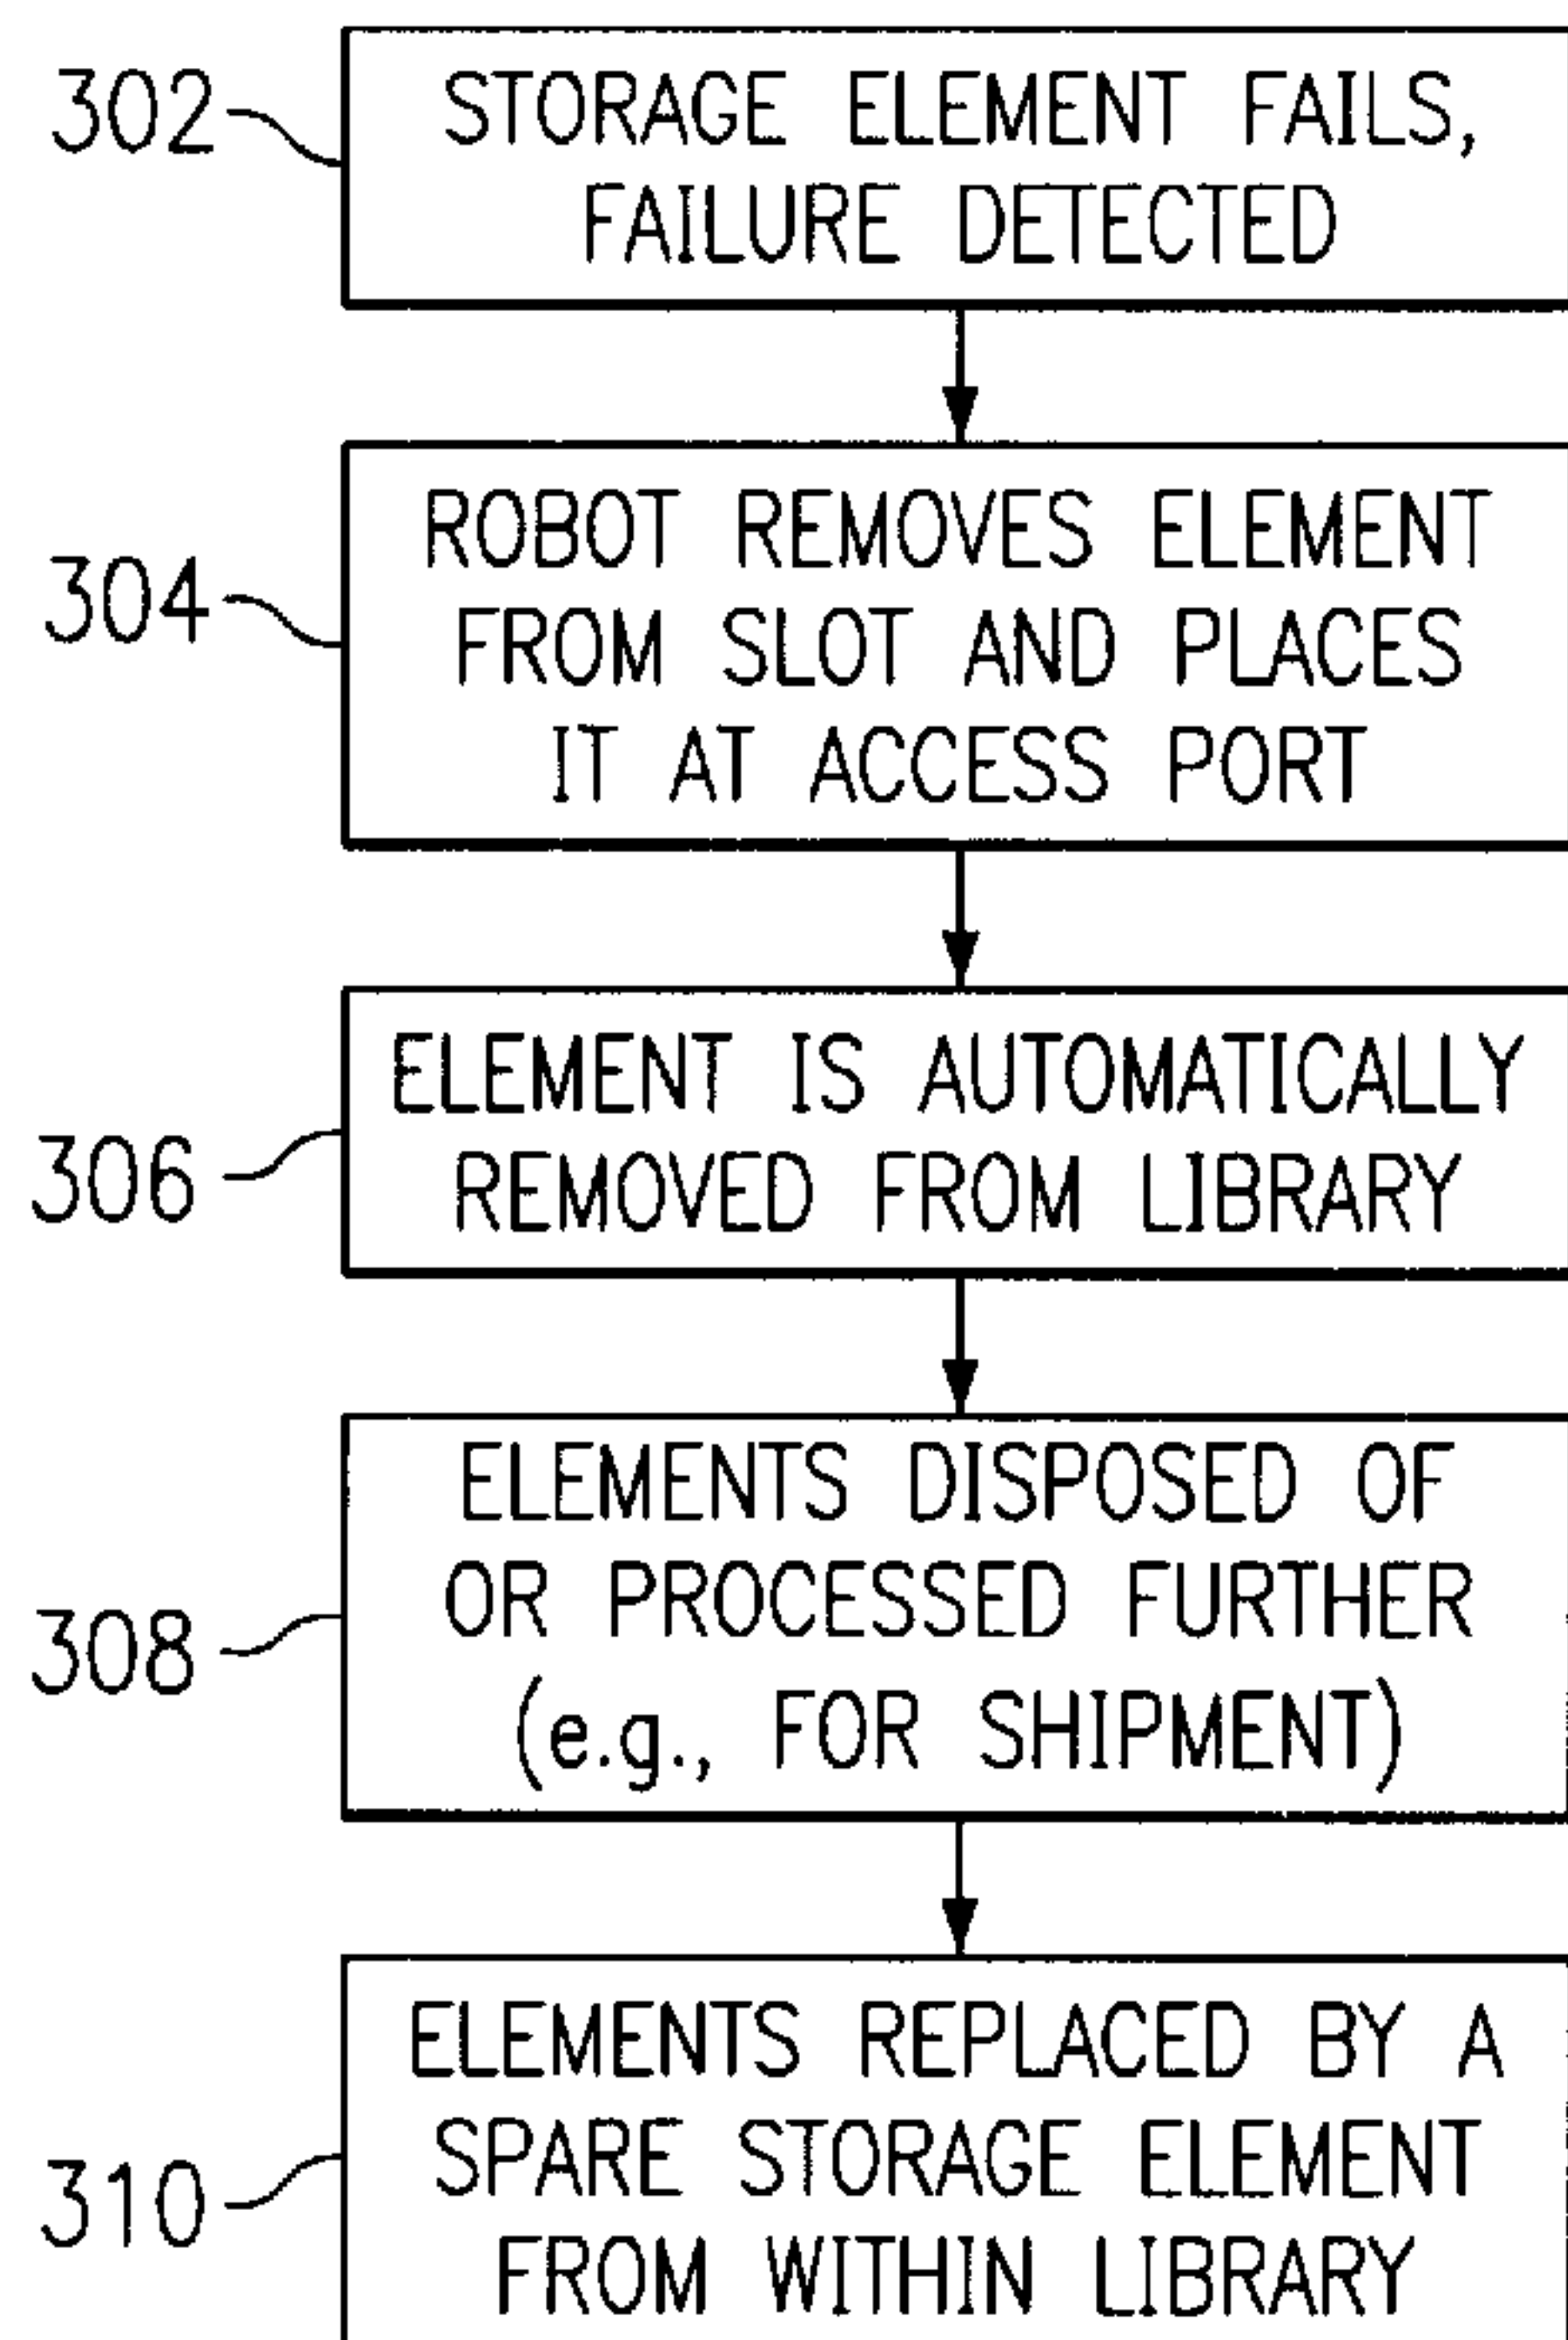 302
STORAGE ELEMENT FAILS,
FAILURE DETECTED
304
ROBOT REMOVES ELEMENT
FROM SLOT AND PLACES
IT AT ACCESS PORT
306
ELEMENT IS AUTOMATICALLY
REMOVED FROM LIBRARY
308
ELEMENTS DISPOSED OF
OR PROCESSED FURTHER
(e.g., FOR SHIPMENT)
310
ELEMENTS REPLACED BY A
SPARE STORAGE ELEMENT
FROM WITHIN LIBRARY